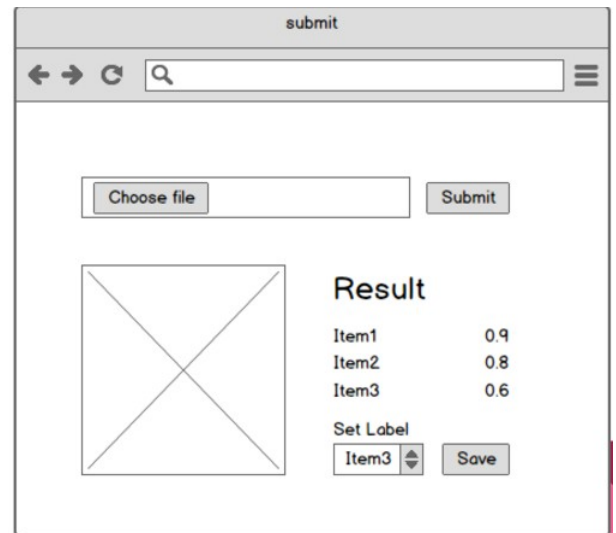 submit
Choose file
Submit
Result
Item1 0.9
Item2 0.8
Item3 0.6
Set Label
Item3 Save